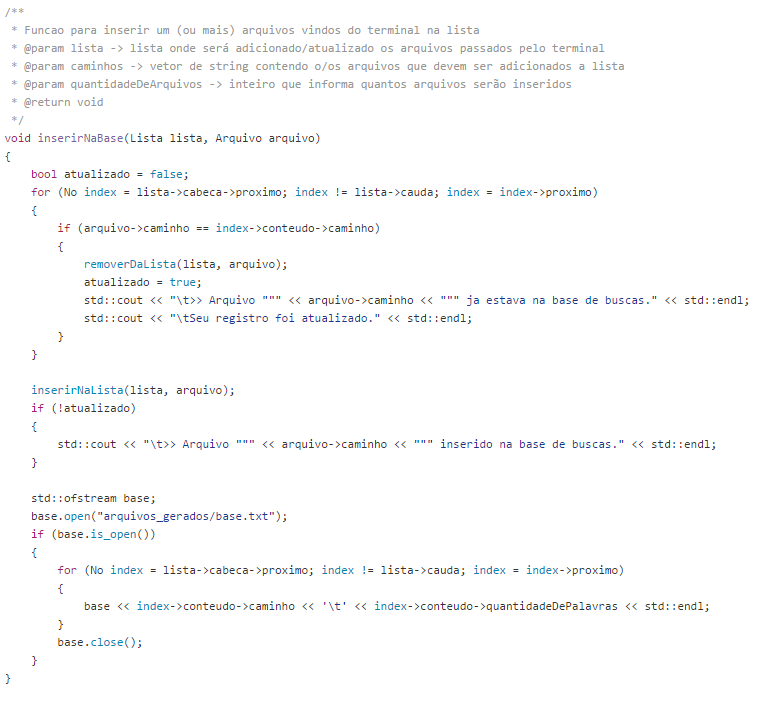 /**
 * Funcao para inserir um (ou mais) arquivos vindos do terminal na lista
 * @param lista -> lista onde será adicionado/atualizado os arquivos passados pelo terminal
 * @param caminhos -> vetor de string contendo o/os arquivos que devem ser adicionados a lista
 * @param quantidadeDeArquivos -> inteiro que informa quantos arquivos serão inseridos
 * @return void
 */
void inserirNaBase(Lista lista, Arquivo arquivo)
{
    bool atualizado = false;
    for (No index = lista->cabeca->proximo; index != lista->cauda; index = index->proximo)
    {
        if (arquivo->caminho == index->conteudo->caminho)
        {
            removerDaLista(lista, arquivo);
            atualizado = true;
            std::cout << "\t>> Arquivo """ << arquivo->caminho << """ ja estava na base de buscas." << std::endl;
            std::cout << "\tSeu registro foi atualizado." << std::endl;
        }
    }

    inserirNaLista(lista, arquivo);
    if (!atualizado)
    {
        std::cout << "\t>> Arquivo """ << arquivo->caminho << """ inserido na base de buscas." << std::endl;
    }

    std::ofstream base;
    base.open("arquivos_gerados/base.txt");
    if (base.is_open())
    {
        for (No index = lista->cabeca->proximo; index != lista->cauda; index = index->proximo)
        {
            base << index->conteudo->caminho << '\t' << index->conteudo->quantidadeDePalavras << std::endl;
        }
        base.close();
    }
}